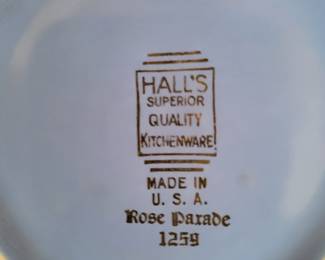 HALL'S
SUPERIOR
QUALITY
KITCHENWARE
MADE IN
U. S. A.
Rose Parade
1259